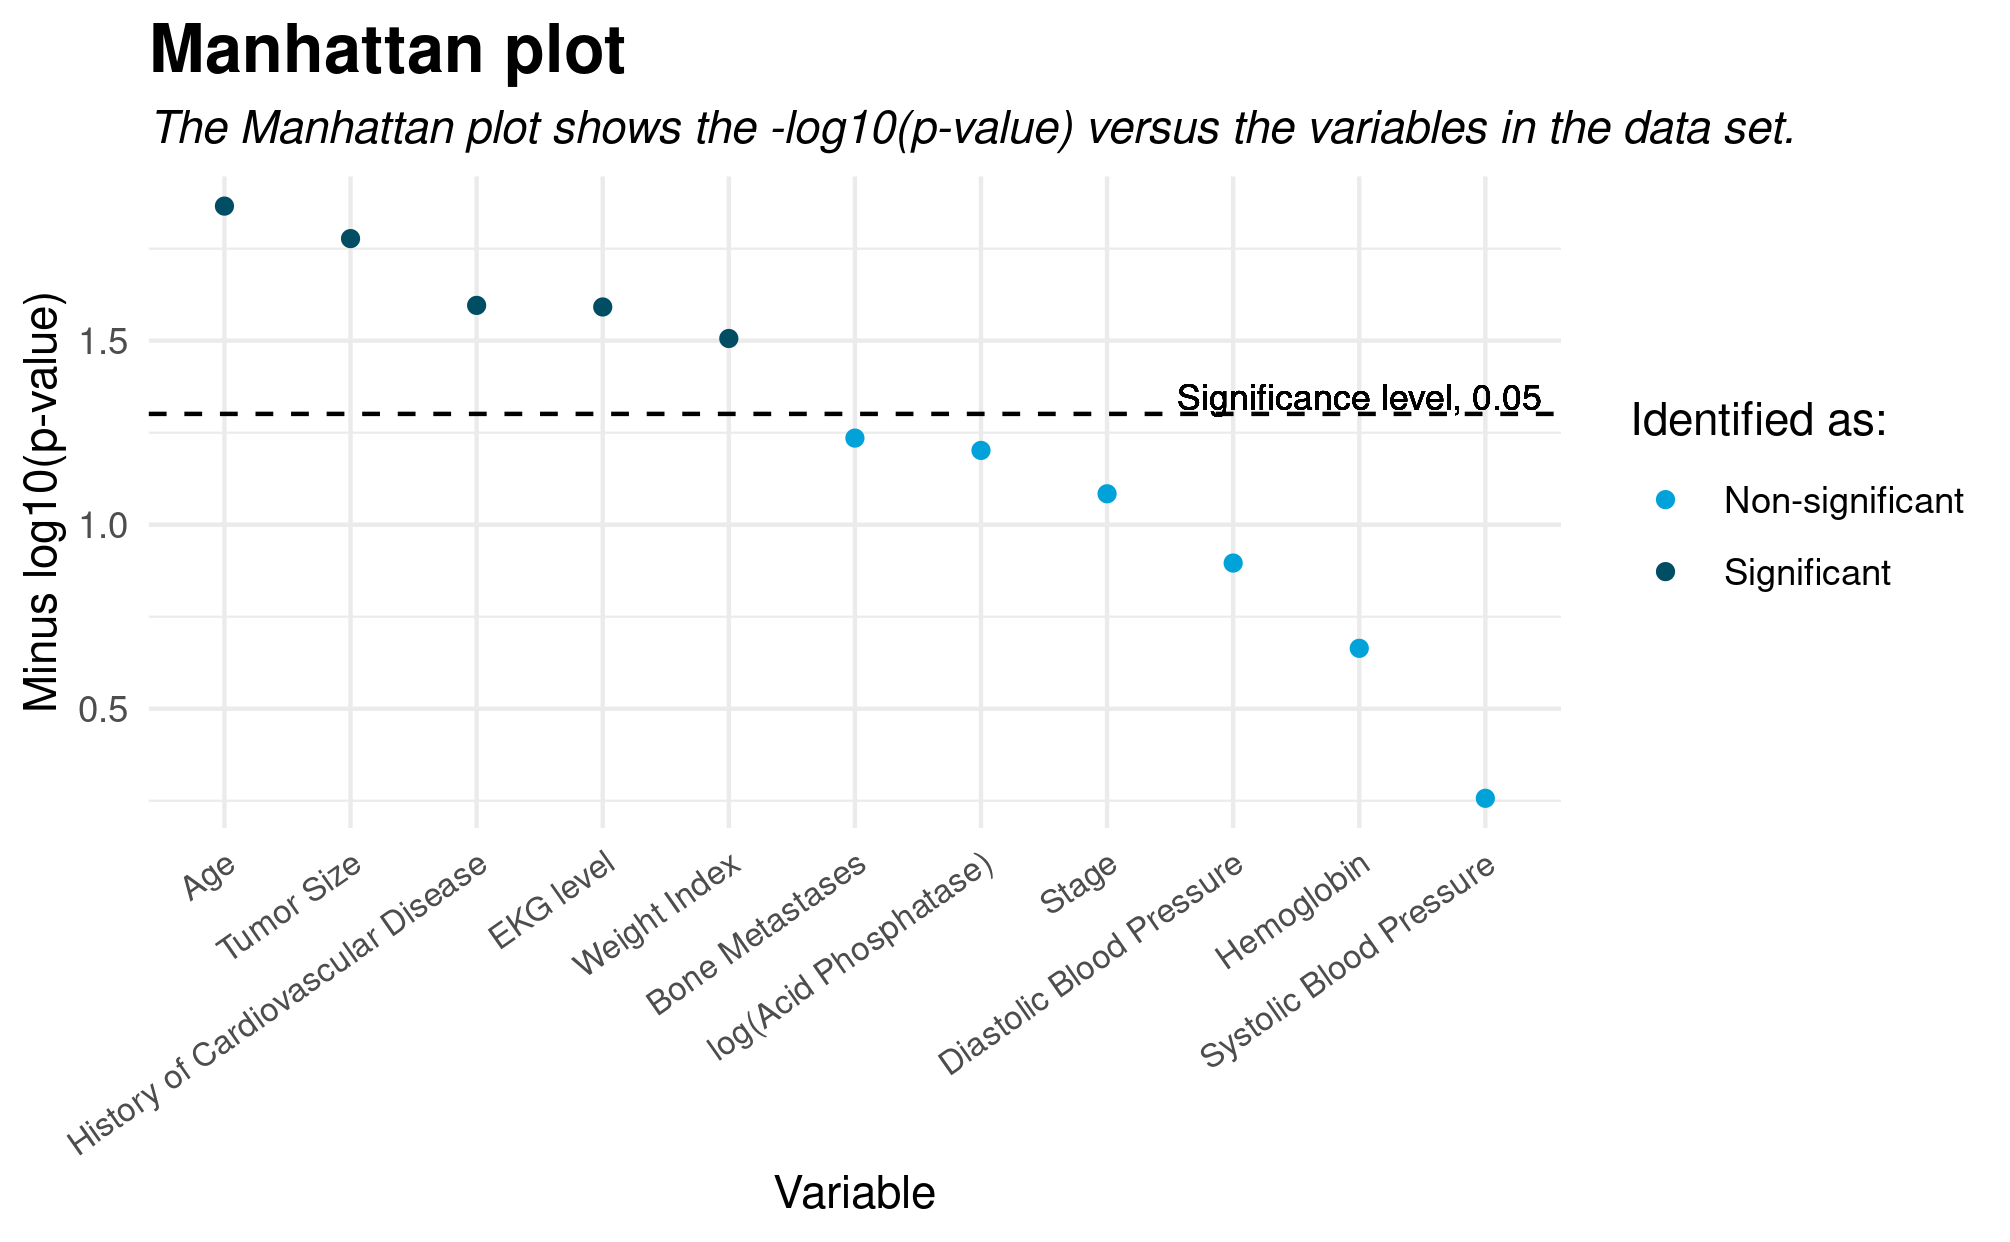 Manhattan plot
The Manhattan plot shows the -log10(p-value) versus the variables in the data set.
Minus log10(p-value)
1.5
1.0
0.5
Significance level, 0.05
Age
Tumor Size
History of Cardiovascular Disease
EKG level
Weight Index
Bone Metastases
log(Acid Phosphatase)
Stage
Diastolic Blood Pressure
Hemoglobin
Systolic Blood Pressure
Variable
Identified as:
Non-significant
Significant